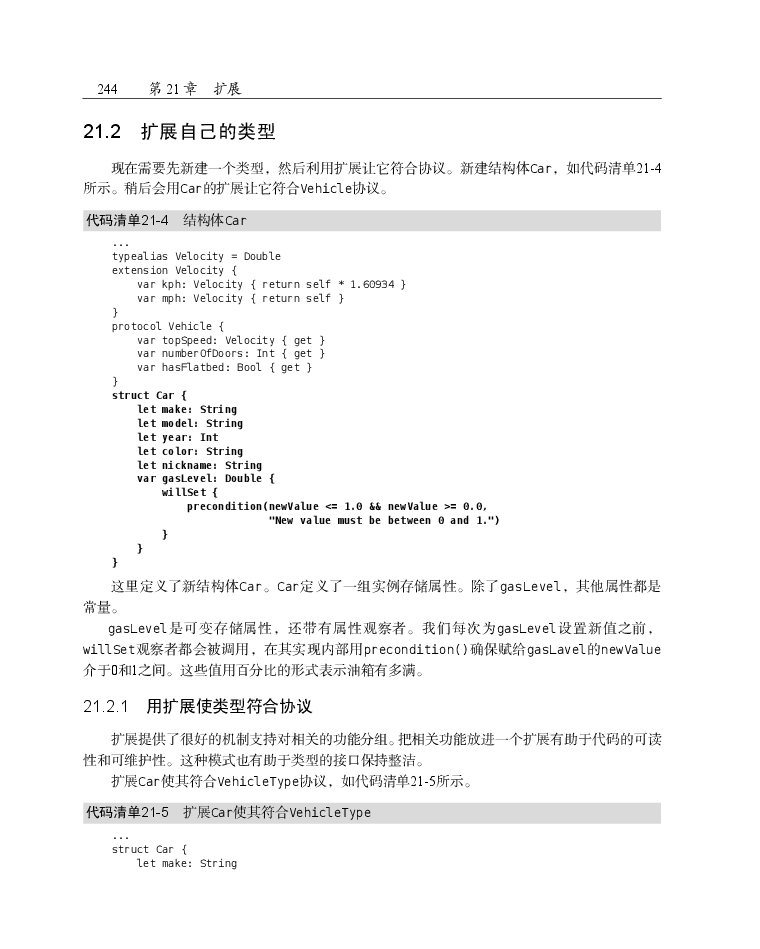 244 第 21 章 扩展
21.2 扩展自己的类型
现在需要先新建一个类型，然后利用扩展让它符合协议。新建结构体Car，如代码清单21-4
所示。稍后会用Car的扩展让它符合Vehicle协议。
代码清单21-4 结构体Car
...
typealias Velocity = Double
extension Velocity {
    var kph: Velocity { return self * 1.60934 }
    var mph: Velocity { return self }
}
protocol Vehicle {
    var topSpeed: Velocity { get }
    var numberOfDoors: Int { get }
    var hasFlatbed: Bool { get }
}
struct Car {
    let make: String
    let model: String
    let year: Int
    let color: String
    let nickname: String
    var gasLevel: Double {
        willSet {
            precondition(newValue <= 1.0 && newValue >= 0.0,
                         "New value must be between 0 and 1.")
        }
    }
}
这里定义了新结构体Car。Car定义了一组实例存储属性。除了gasLevel，其他属性都是
常量。
gasLevel是可变存储属性，还带有属性观察者。我们每次为gasLevel设置新值之前，
willSet观察者都会被调用，在其实现内部用precondition()确保赋给gasLavel的newValue
介于0和1之间。这些值用百分比的形式表示油箱有多满。
21.2.1 用扩展使类型符合协议
扩展提供了很好的机制支持对相关的功能分组。把相关功能放进一个扩展有助于代码的可读
性和可维护性。这种模式也有助于类型的接口保持整洁。
扩展Car使其符合VehicleType协议，如代码清单21-5所示。
代码清单21-5 扩展Car使其符合VehicleType
...
struct Car {
    let make: String